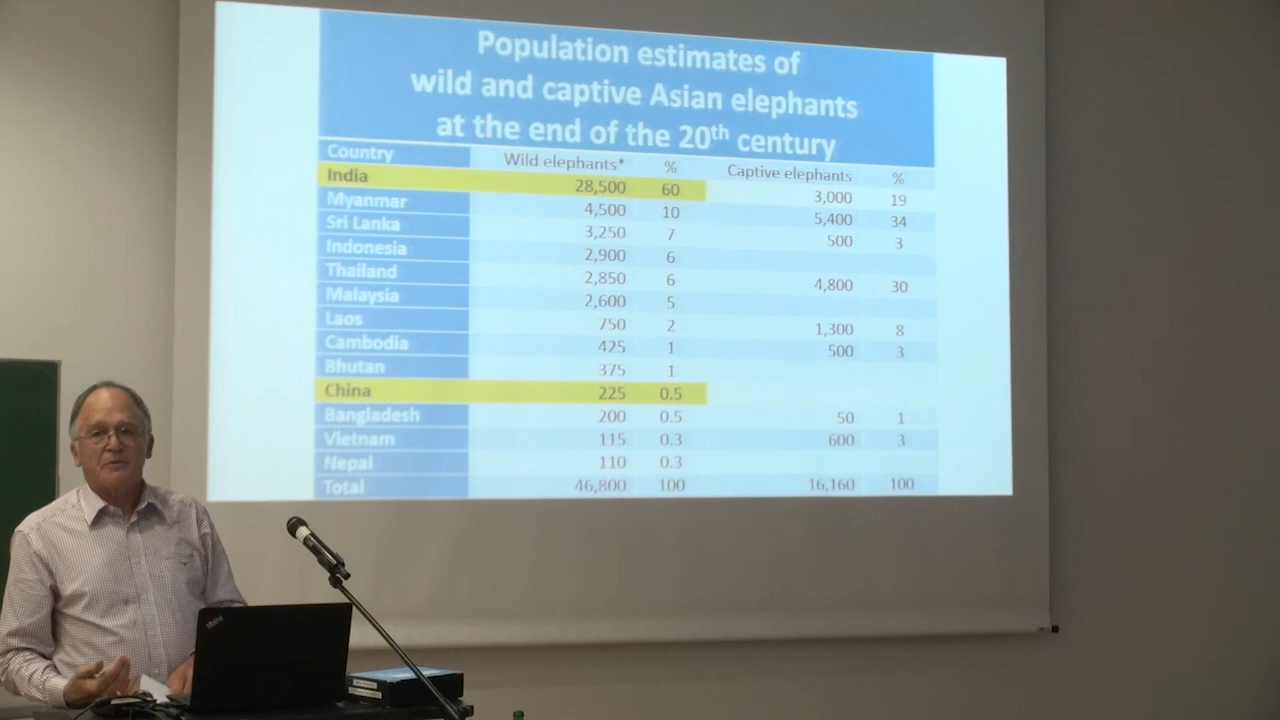 Population estimates of
wild and captive Asian elephants
at the end of the 20th century
Country Wild elephants* % Captive elephants %
India 28,500 60 3,000 19
Myanmar 4,500 10 5,400 34
Sri Lanka 3,250 7 500 3
Indonesia 2,900 6
Thailand 2,850 6 4,800 30
Malaysia 2,600 5
Laos 750 2 1,300 8
Cambodia 425 1 500 3
Bhutan 375 1
China 225 0.5
Bangladesh 200 0.5 50 1
Vietnam 115 0.3 600 3
Nepal 110 0.3
Total 46,800 100 16,160 100